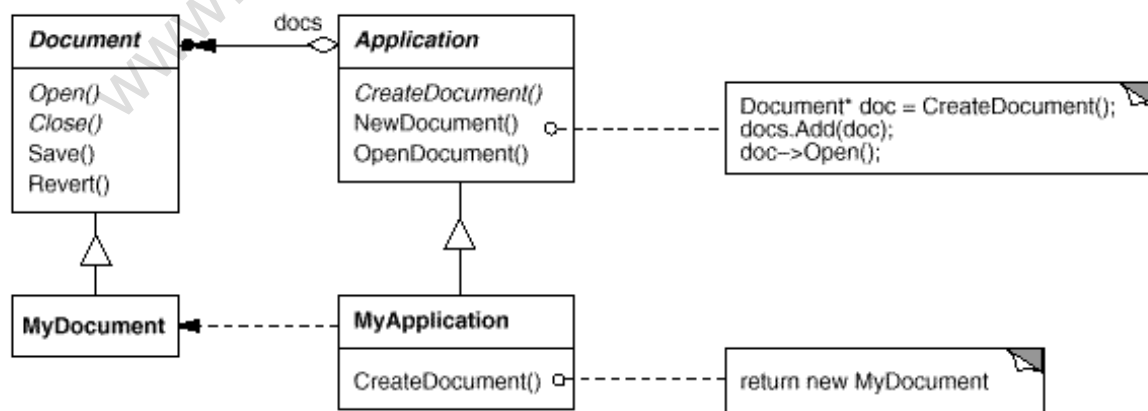 docs
Document
Open()
Close()
Save()
Revert()
Application
CreateDocument()
NewDocument()
OpenDocument()
Document* doc = CreateDocument();
docs.Add(doc);
doc->Open();
MyDocument
MyApplication
CreateDocument()
return new MyDocument
www.